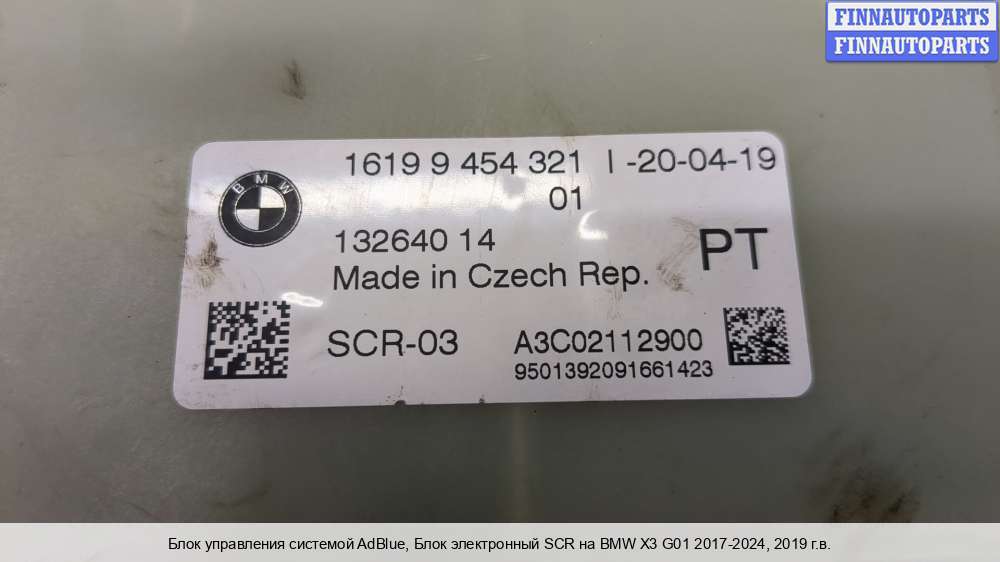 FINNAUTOPARTS
FINNAUTOPARTS
1619 9 454 321 I -20-04-19
01
BMW
132640 14
PT
Made in Czech Rep.
SCR-03
A3C02112900
9501392091661423
Блок управления системой AdBlue, Блок электронный SCR на BMW X3 G01 2017-2024, 2019 г.в.